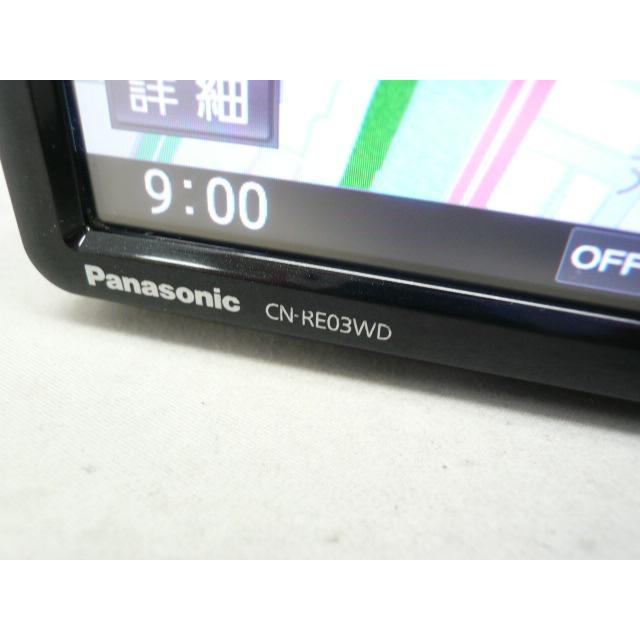 詳細
9:00
OFF
Panasonic CN-RE03WD